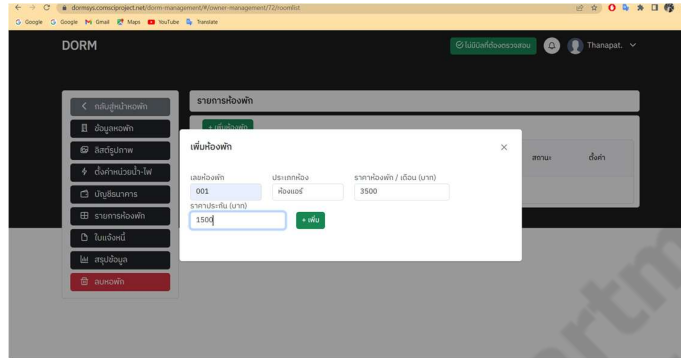 dormsys.comsciproject.net/dorm-management/#/owner-management/72/roomlist
Google Google Gmail Maps YouTube Translate
DORM
ไม่มีบิลที่ต้องตรวจสอบ
Thanapat.
กลับสู่หน้าหอพัก
รายการห้องพัก
ข้อมูลหอพัก
+ เพิ่มห้องพัก
ลิสต์รูปภาพ
ตั้งค่าหน่วยน้ำ-ไฟ
บัญชีธนาคาร
รายการห้องพัก
ใบแจ้งหนี้
สรุปข้อมูล
ลบหอพัก
สถานะ ตั้งค่า
เพิ่มห้องพัก
เลขห้องพัก ประเภทห้อง ราคาห้องพัก / เดือน (บาท)
001 ห้องแอร์ 3500
ราคาประกัน (บาท)
1500 + เพิ่ม